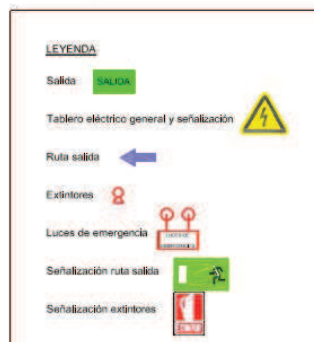 LEYENDA
Salida SALIDA
Tablero eléctrico general y señalización
Ruta salida
Extintores
Luces de emergencia
Señalización ruta salida
Señalización extintores